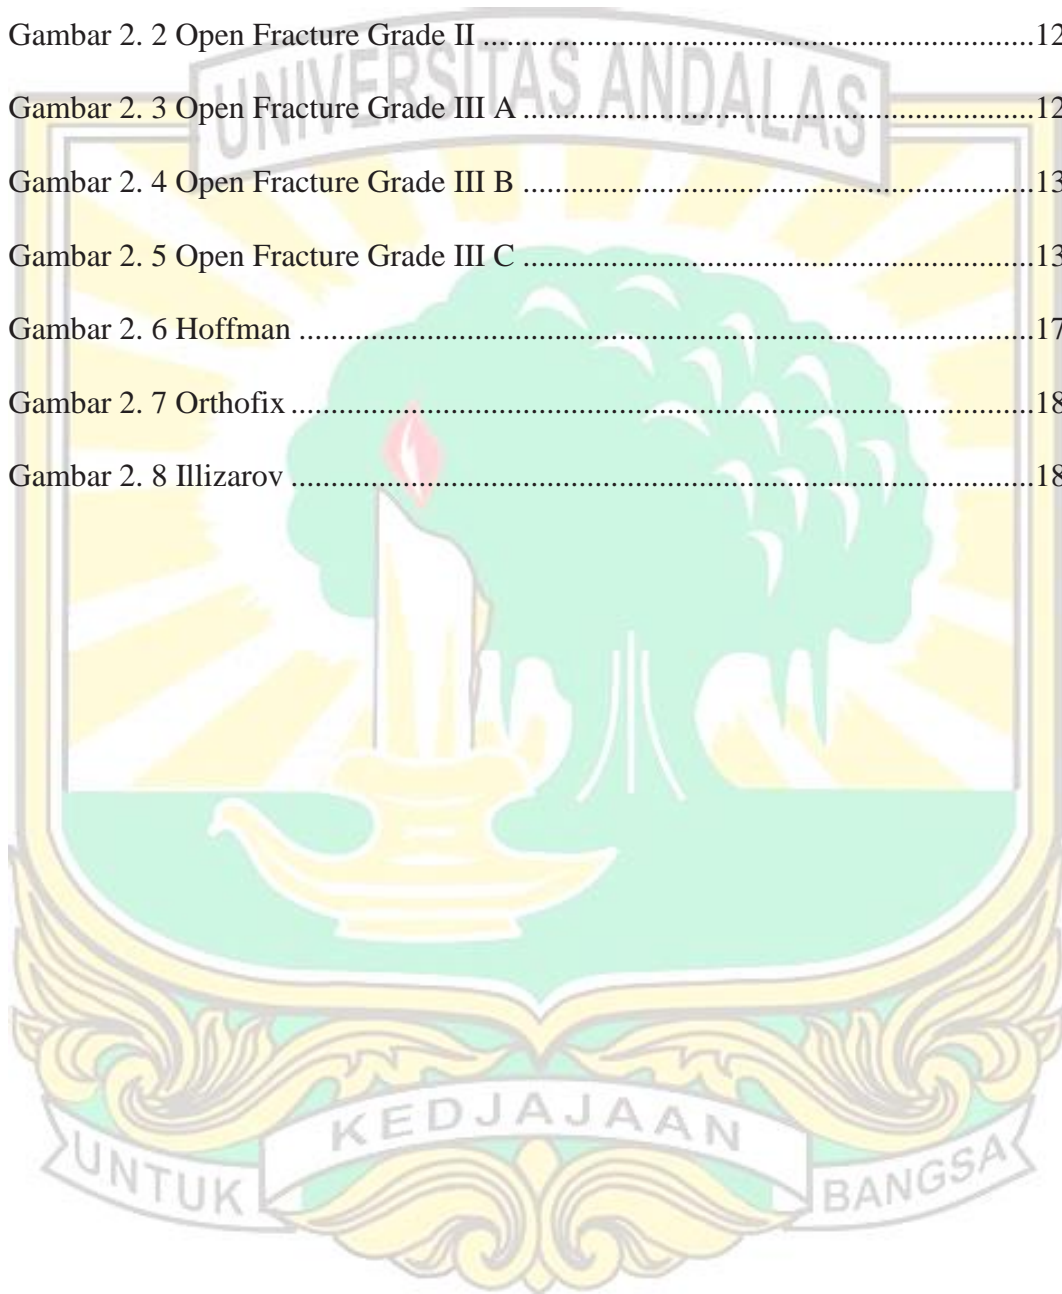 Gambar 2. 2 Open Fracture Grade II ........................................................................12
UNIVERSITAS ANDALAS
Gambar 2. 3 Open Fracture Grade III A ..................................................................12
Gambar 2. 4 Open Fracture Grade III B ..................................................................13
Gambar 2. 5 Open Fracture Grade III C ..................................................................13
Gambar 2. 6 Hoffman ................................................................................................17
Gambar 2. 7 Orthofix .................................................................................................18
Gambar 2. 8 Illizarov .................................................................................................18
UNTUK KEDJAJAAN BANGSA